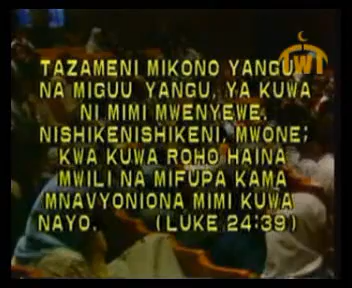 TAZAMENI MIKONO YANGU,
NA MIGUU YANGU, YA KUWA
NI MIMI MWENYEWE.
NISHIKENISHIKENI, MWONE;
KWA KUWA ROHO HAINA
MWILI NA MIFUPA KAMA
MNAVYONIONA MIMI KUWA
NAYO. (LUKE 24:39)